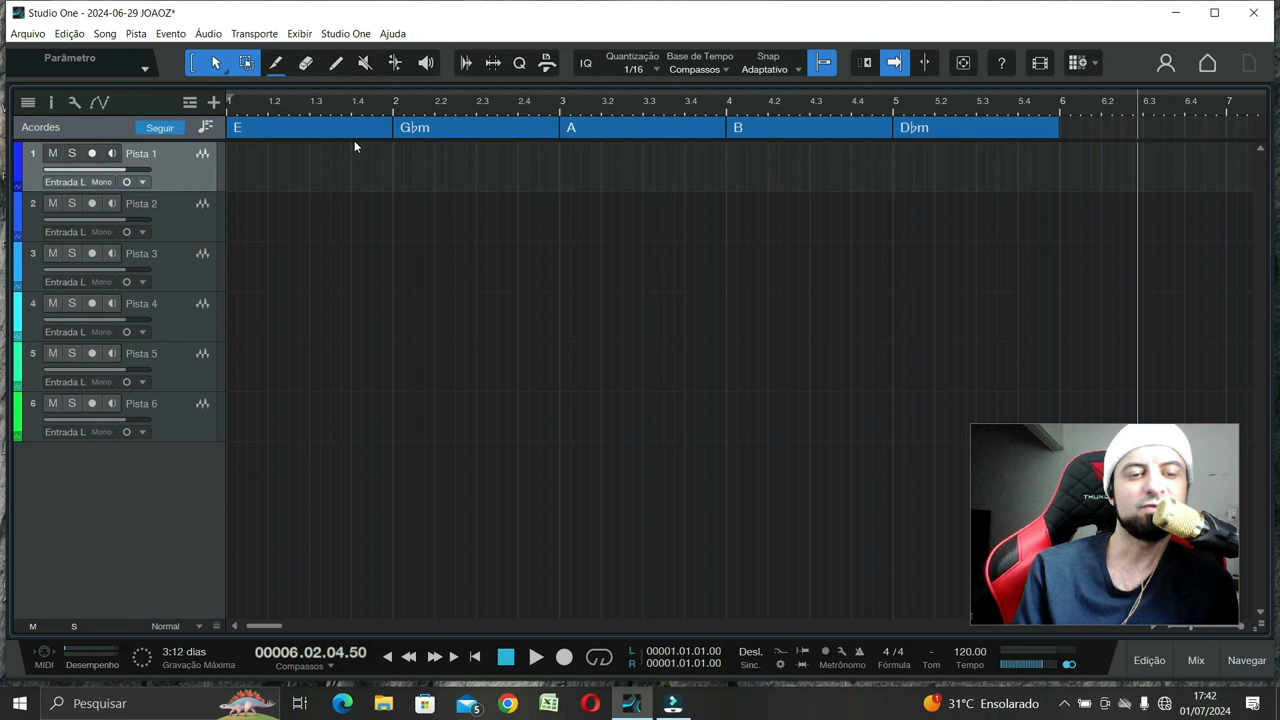 Studio One - 2024-06-29 JOAOZ*
Arquivo Edição Song Pista Evento Áudio Transporte Exibir Studio One Ajuda
Parâmetro
IQ
Quantização
1/16
Base de Tempo
Compassos
Snap
Adaptativo
?
1 1.2 1.3 1.4 2 2.2 2.3 2.4 3 3.2 3.3 3.4 4 4.2 4.3 4.4 5 5.2 5.3 5.4 6 6.2 6.3 6.4 7
Acordes Seguir
E G♭m A B D♭m
1 M S Pista 1
Entrada L Mono
2 M S Pista 2
Entrada L Mono
3 M S Pista 3
Entrada L Mono
4 M S Pista 4
Entrada L Mono
5 M S Pista 5
Entrada L Mono
6 M S Pista 6
Entrada L Mono
M S Normal
MIDI
Desempenho
3:12 dias
Gravação Máxima
00006.02.04.50
Compassos
L 00001.01.01.00
R 00001.01.01.00
Desl.
Sinc.
Metrônomo
4 / 4
Fórmula
-
Tom
120.00
Tempo
Edição Mix Navegar
THUND
Pesquisar
5
1
31°C Ensolarado
17:42
01/07/2024